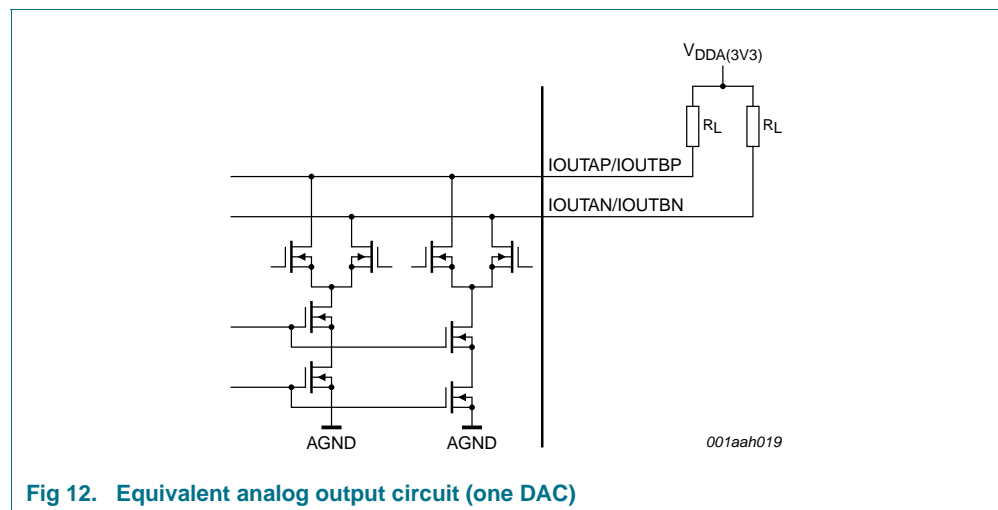 VDDA(3V3)
RL RL
IOUTAP/IOUTBP
IOUTAN/IOUTBN
AGND AGND
001aah019
Fig 12. Equivalent analog output circuit (one DAC)